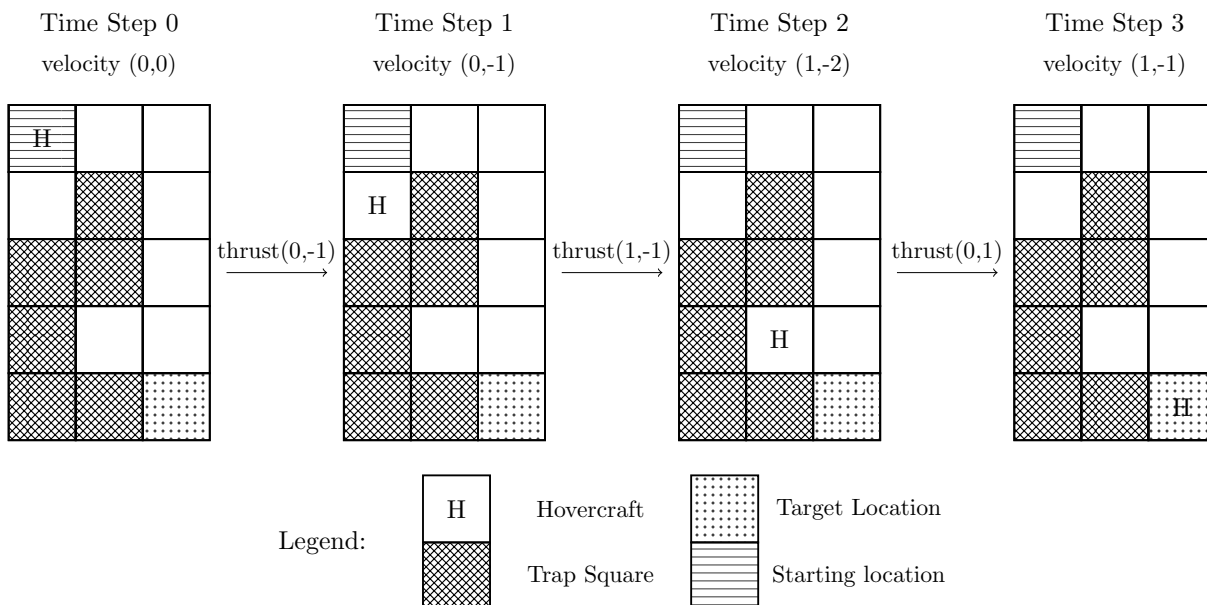 Time Step 0 Time Step 1 Time Step 2 Time Step 3
velocity (0,0) velocity (0,-1) velocity (1,-2) velocity (1,-1)
H
H
thrust(0,-1) thrust(1,-1) thrust(0,1)
H
H
H Hovercraft Target Location
Legend:
Trap Square Starting location